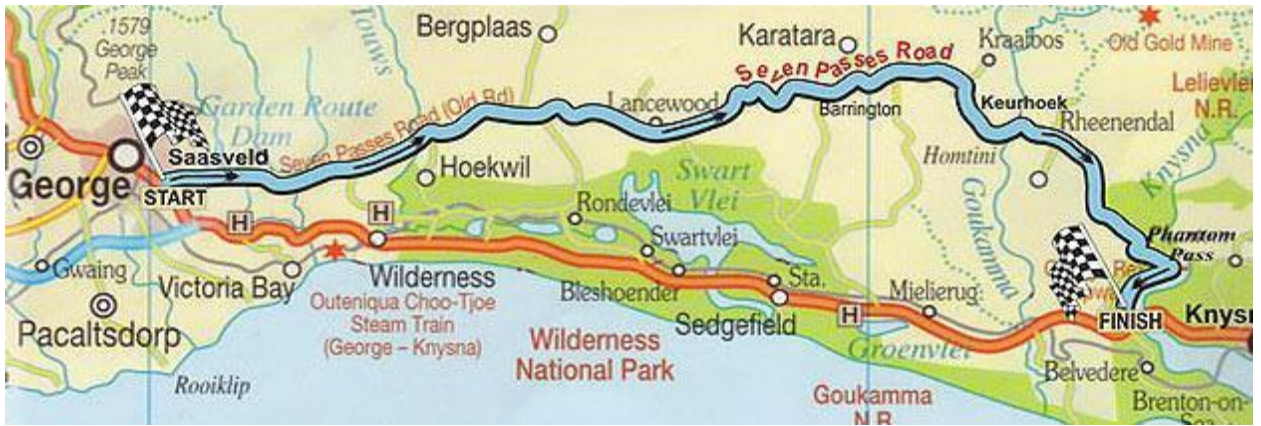 .1579
George
Peak
Touws
Bergplaas
Karatara
Seven Passes Road
Kraaibos
Old Gold Mine
Lelievlei
N.R.
Garden Route
Dam
Seven Passes Road (Old Rd)
Lancewood
Barrington
Keurhoek
Rheenendal
Saasveld
George
START
Hoekwil
Homtini
Goukamma
Knysna
Swart
Vlei
Rondevlei
Swartvlei
Phantom
Pass
H
H
Gwaing
Victoria Bay
Wilderness
Bleshoender
Sta.
Sedgefield
Mjelierug
H
FINISH
Pacaltsdorp
Outeniqua Choo-Tjoe
Steam Train
(George – Knysna)
Wilderness
National Park
Groenvlei
Belvedere
Rooiklip
Goukamma
N.R.
Brenton-on-